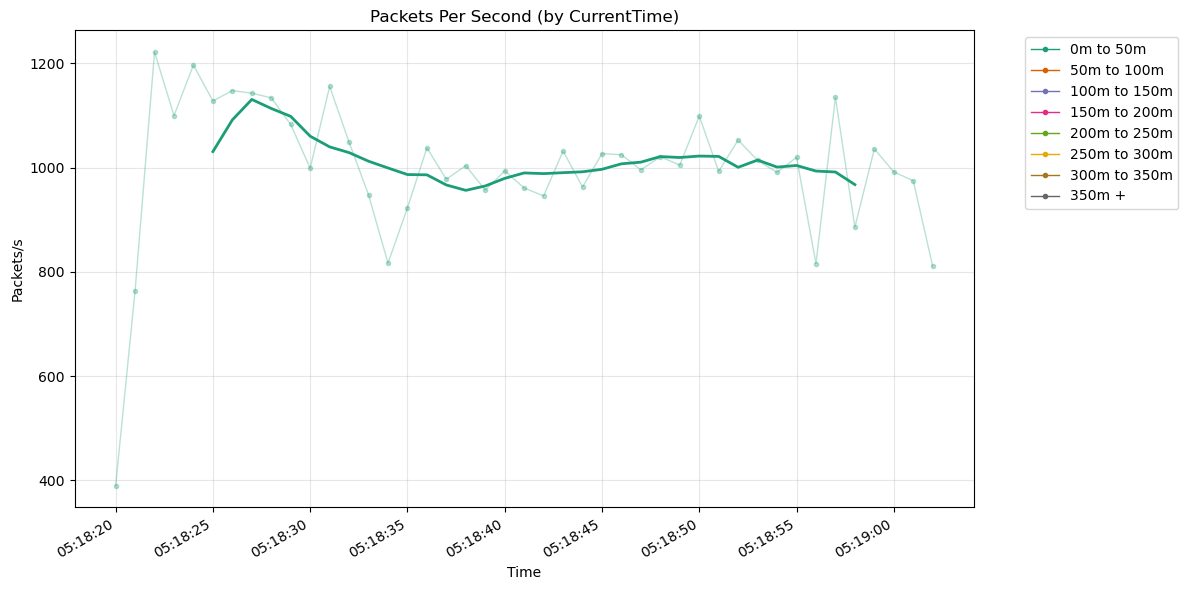 Packets Per Second (by CurrentTime)
1200
1000
800
600
400
Packets/s
05:18:20
05:18:25
05:18:30
05:18:35
05:18:40
05:18:45
05:18:50
05:18:55
05:19:00
Time
0m to 50m
50m to 100m
100m to 150m
150m to 200m
200m to 250m
250m to 300m
300m to 350m
350m +